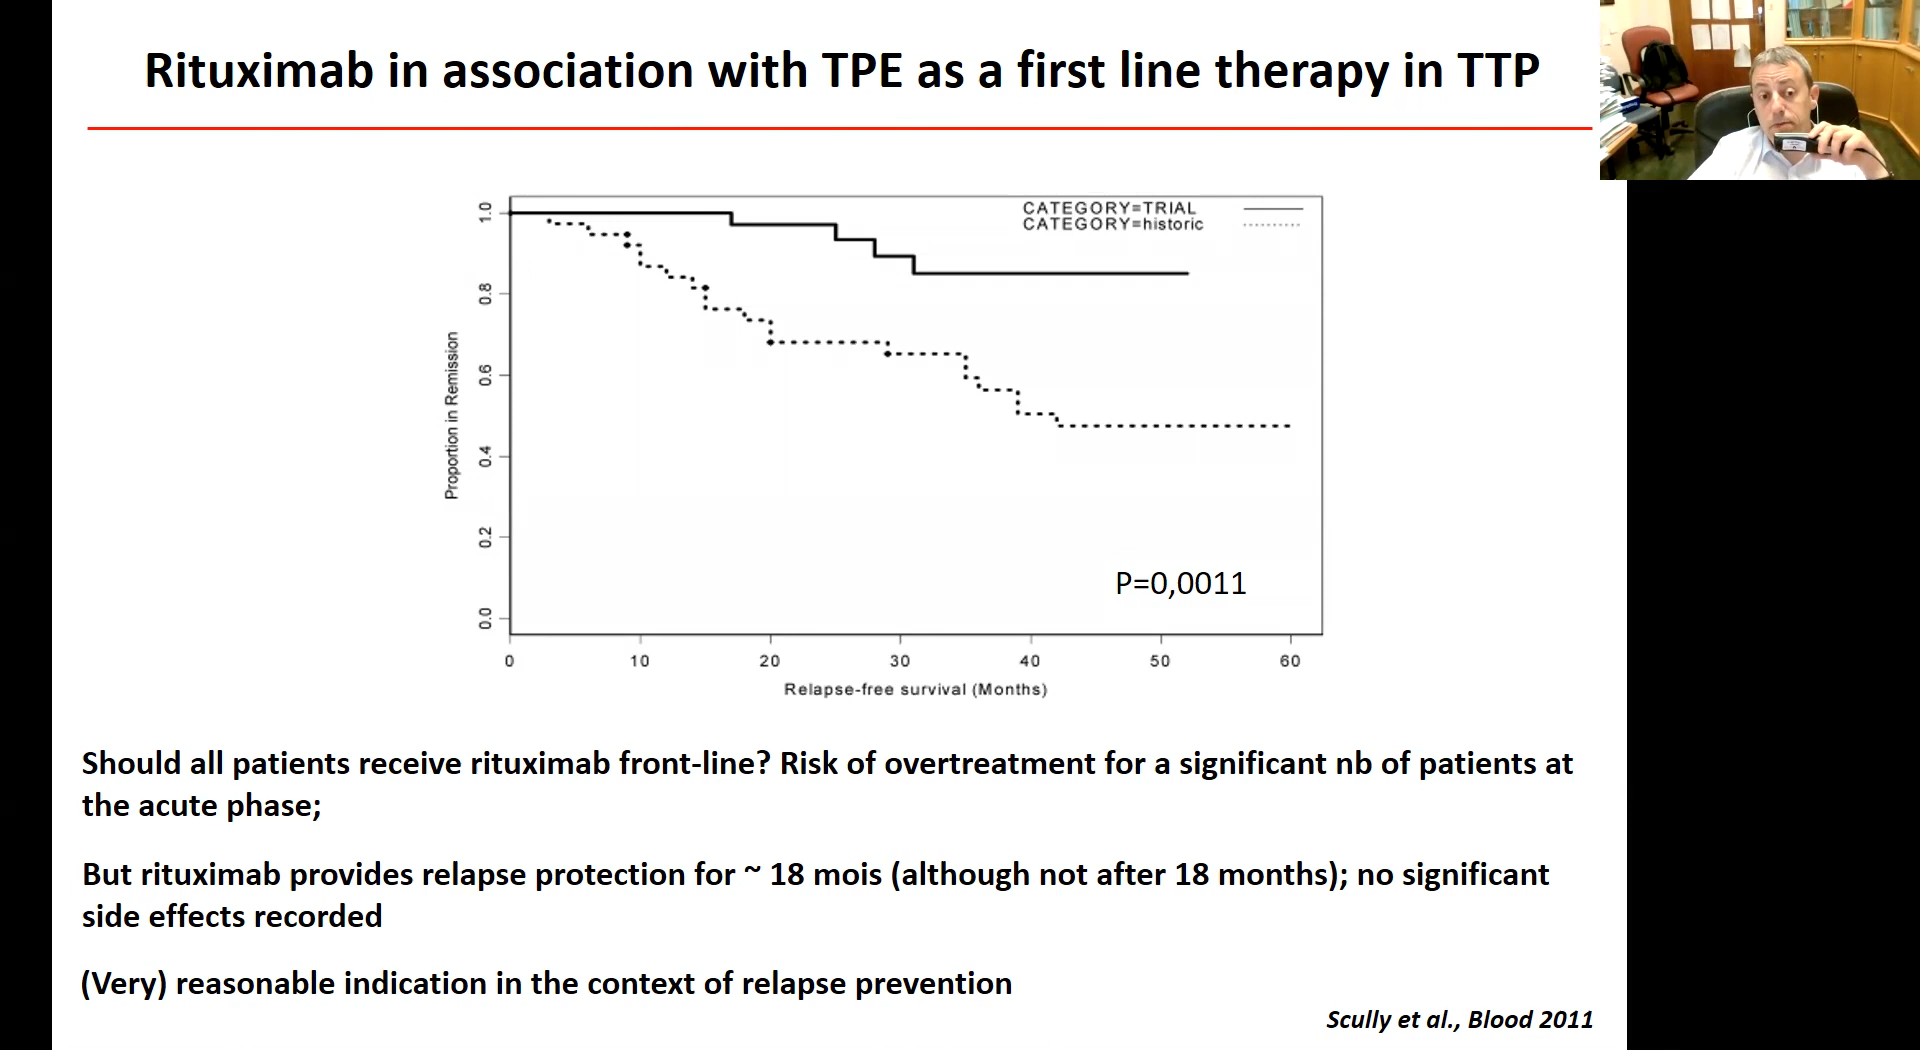 Rituximab in association with TPE as a first line therapy in TTP
CATEGORY=TRIAL
CATEGORY=historic
1.0
0.8
0.6
0.4
0.2
0.0
Proportion in Remission
P=0,0011
0 10 20 30 40 50 60
Relapse-free survival (Months)
Should all patients receive rituximab front-line? Risk of overtreatment for a significant nb of patients at
the acute phase;
But rituximab provides relapse protection for ~ 18 mois (although not after 18 months); no significant
side effects recorded
(Very) reasonable indication in the context of relapse prevention
Scully et al., Blood 2011